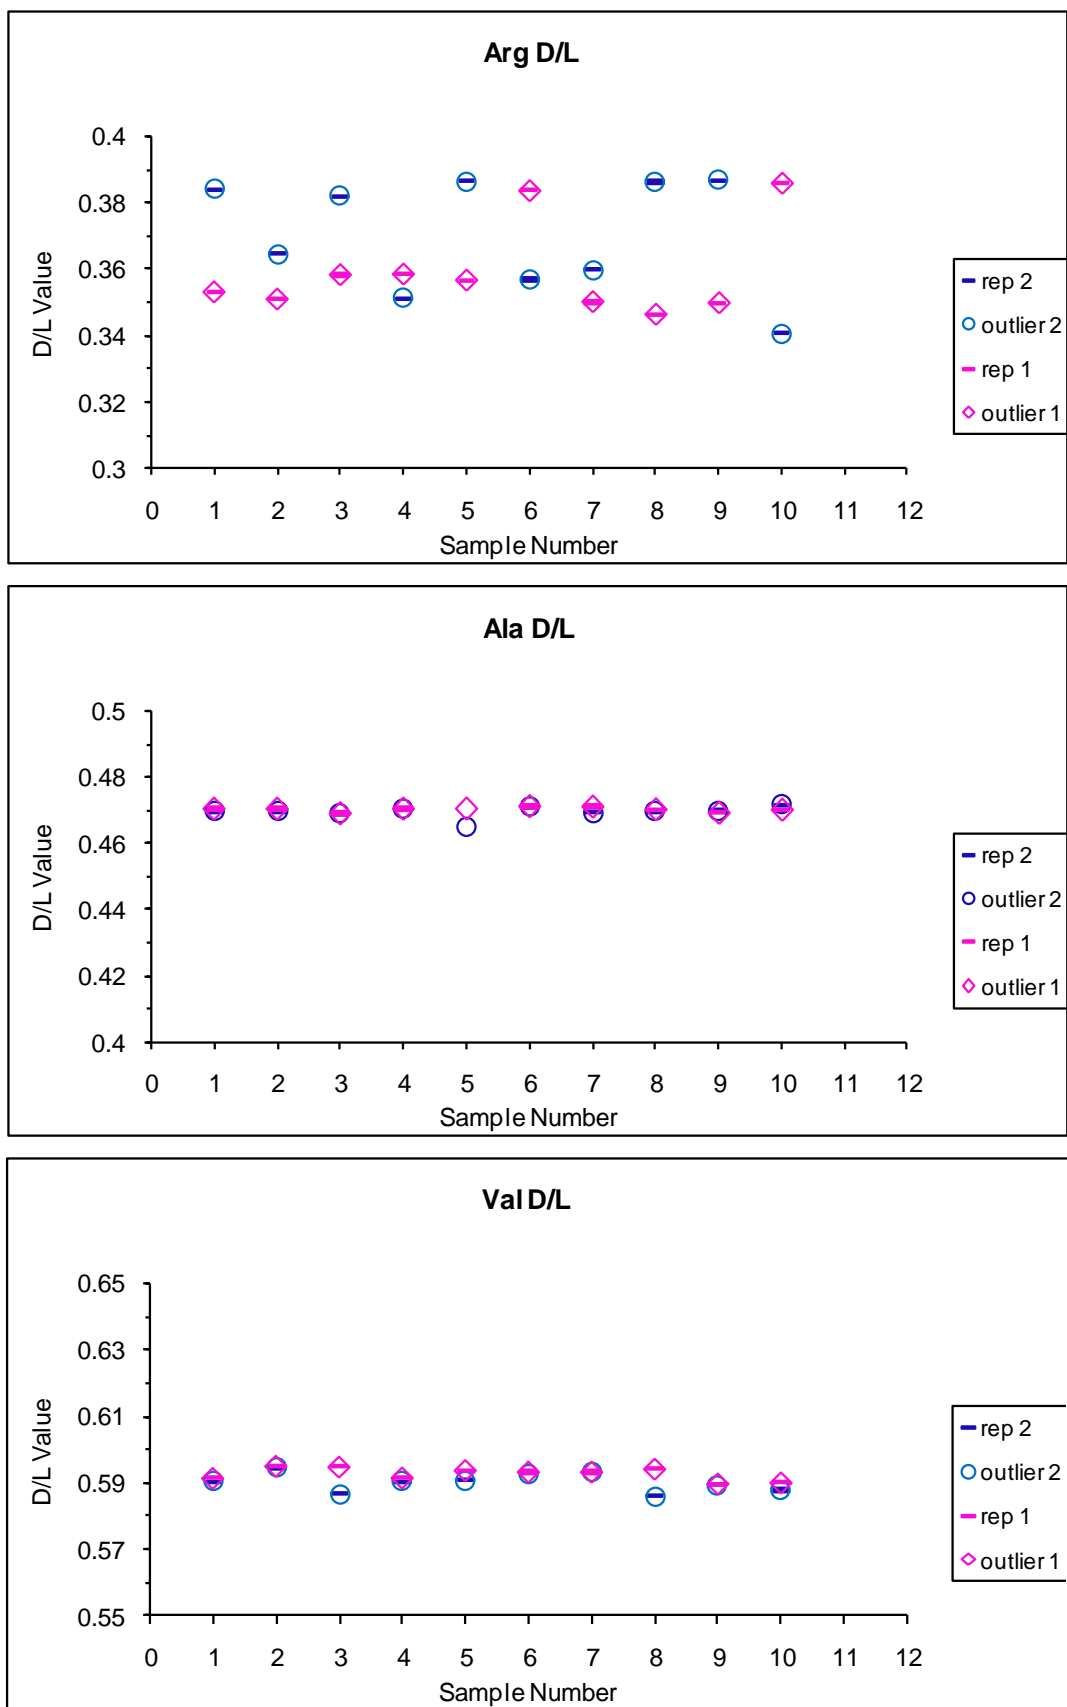 Arg D/L
0.4
0.38
0.36
0.34
0.32
0.3
D/L Value
0 1 2 3 4 5 6 7 8 9 10 11 12
Sample Number
rep 2
outlier 2
rep 1
outlier 1
Ala D/L
0.5
0.48
0.46
0.44
0.42
0.4
D/L Value
0 1 2 3 4 5 6 7 8 9 10 11 12
Sample Number
rep 2
outlier 2
rep 1
outlier 1
Val D/L
0.65
0.63
0.61
0.59
0.57
0.55
D/L Value
0 1 2 3 4 5 6 7 8 9 10 11 12
Sample Number
rep 2
outlier 2
rep 1
outlier 1